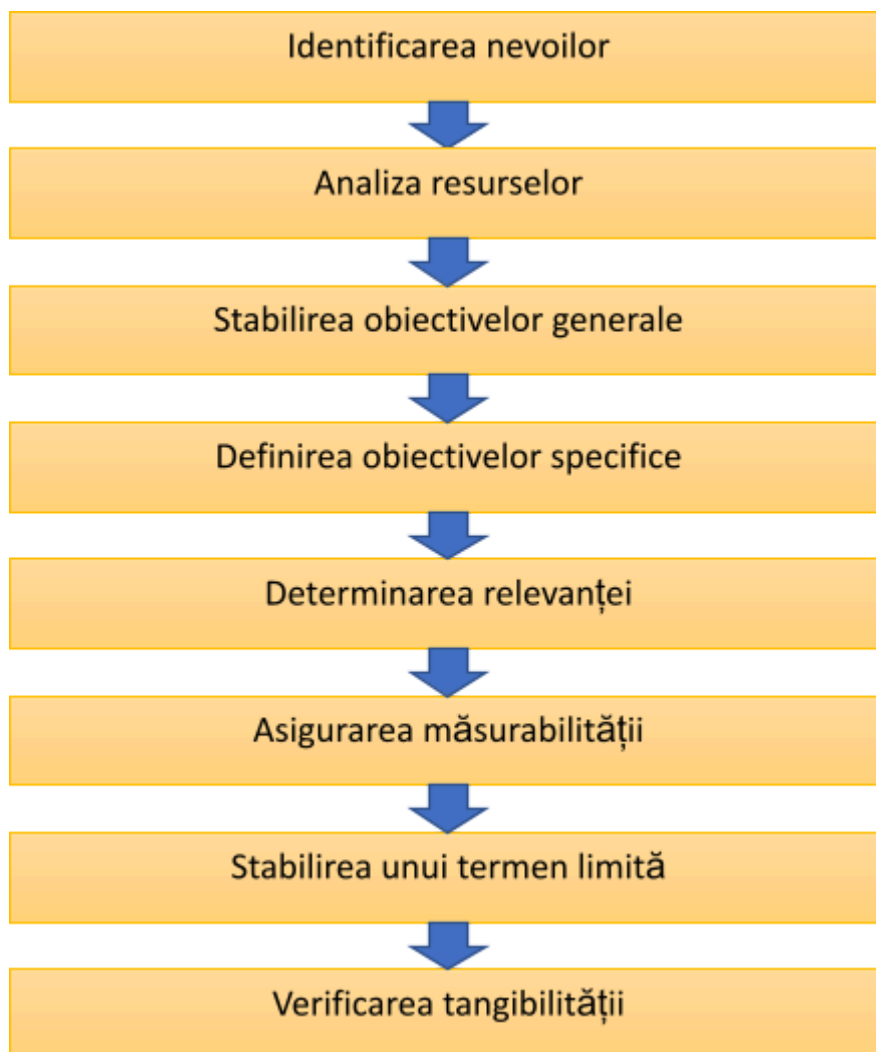 Identificarea nevoilor
Analiza resurselor
Stabilirea obiectivelor generale
Definirea obiectivelor specifice
Determinarea relevanței
Asigurarea măsurabilității
Stabilirea unui termen limită
Verificarea tangibilității